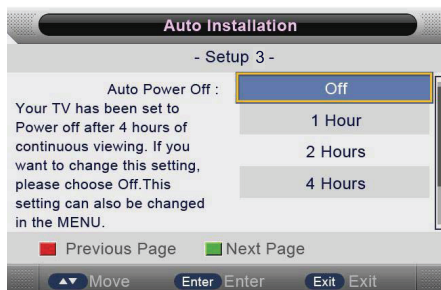 Auto Installation
- Setup 3 -
Auto Power Off :
Your TV has been set to
Power off after 4 hours of
continuous viewing. If you
want to change this setting,
please choose Off.This
setting can also be changed
in the MENU.
Off
1 Hour
2 Hours
4 Hours
Previous Page Next Page
Move Enter Enter Exit Exit